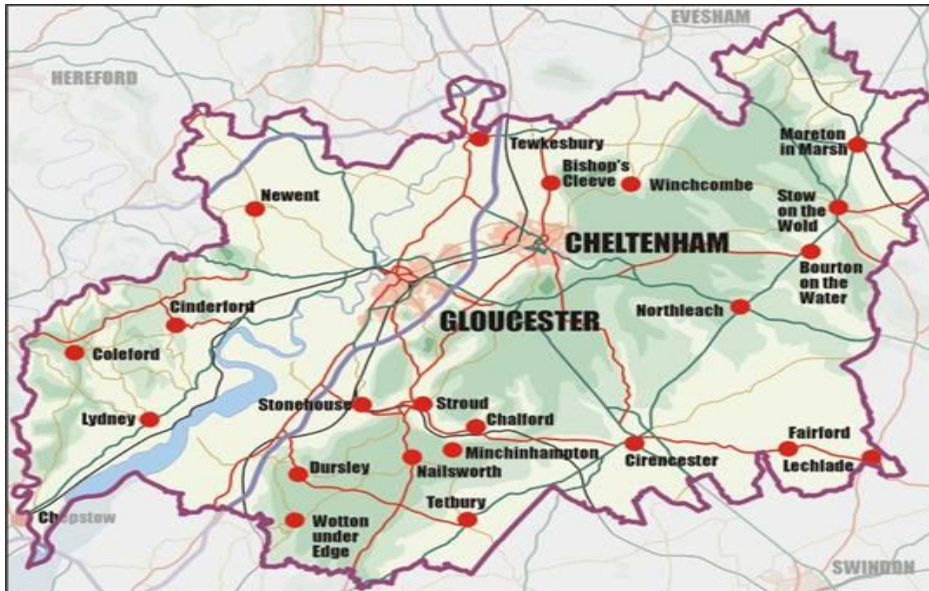 EVESHAM
HEREFORD
Tewkesbury
Moreton
in Marsh
Bishop's
Cleeve
Winchcombe
Newent
Stow
on the
Wold
CHELTENHAM
Bourton
on the
Water
Cinderford
Northleach
GLOUCESTER
Coleford
Stonehouse
Stroud
Lydney
Chalford
Fairford
Minchinhampton
Cirencester
Lechlade
Dursley
Nailsworth
Tetbury
Chepstow
Wotton
under
Edge
SWINDON